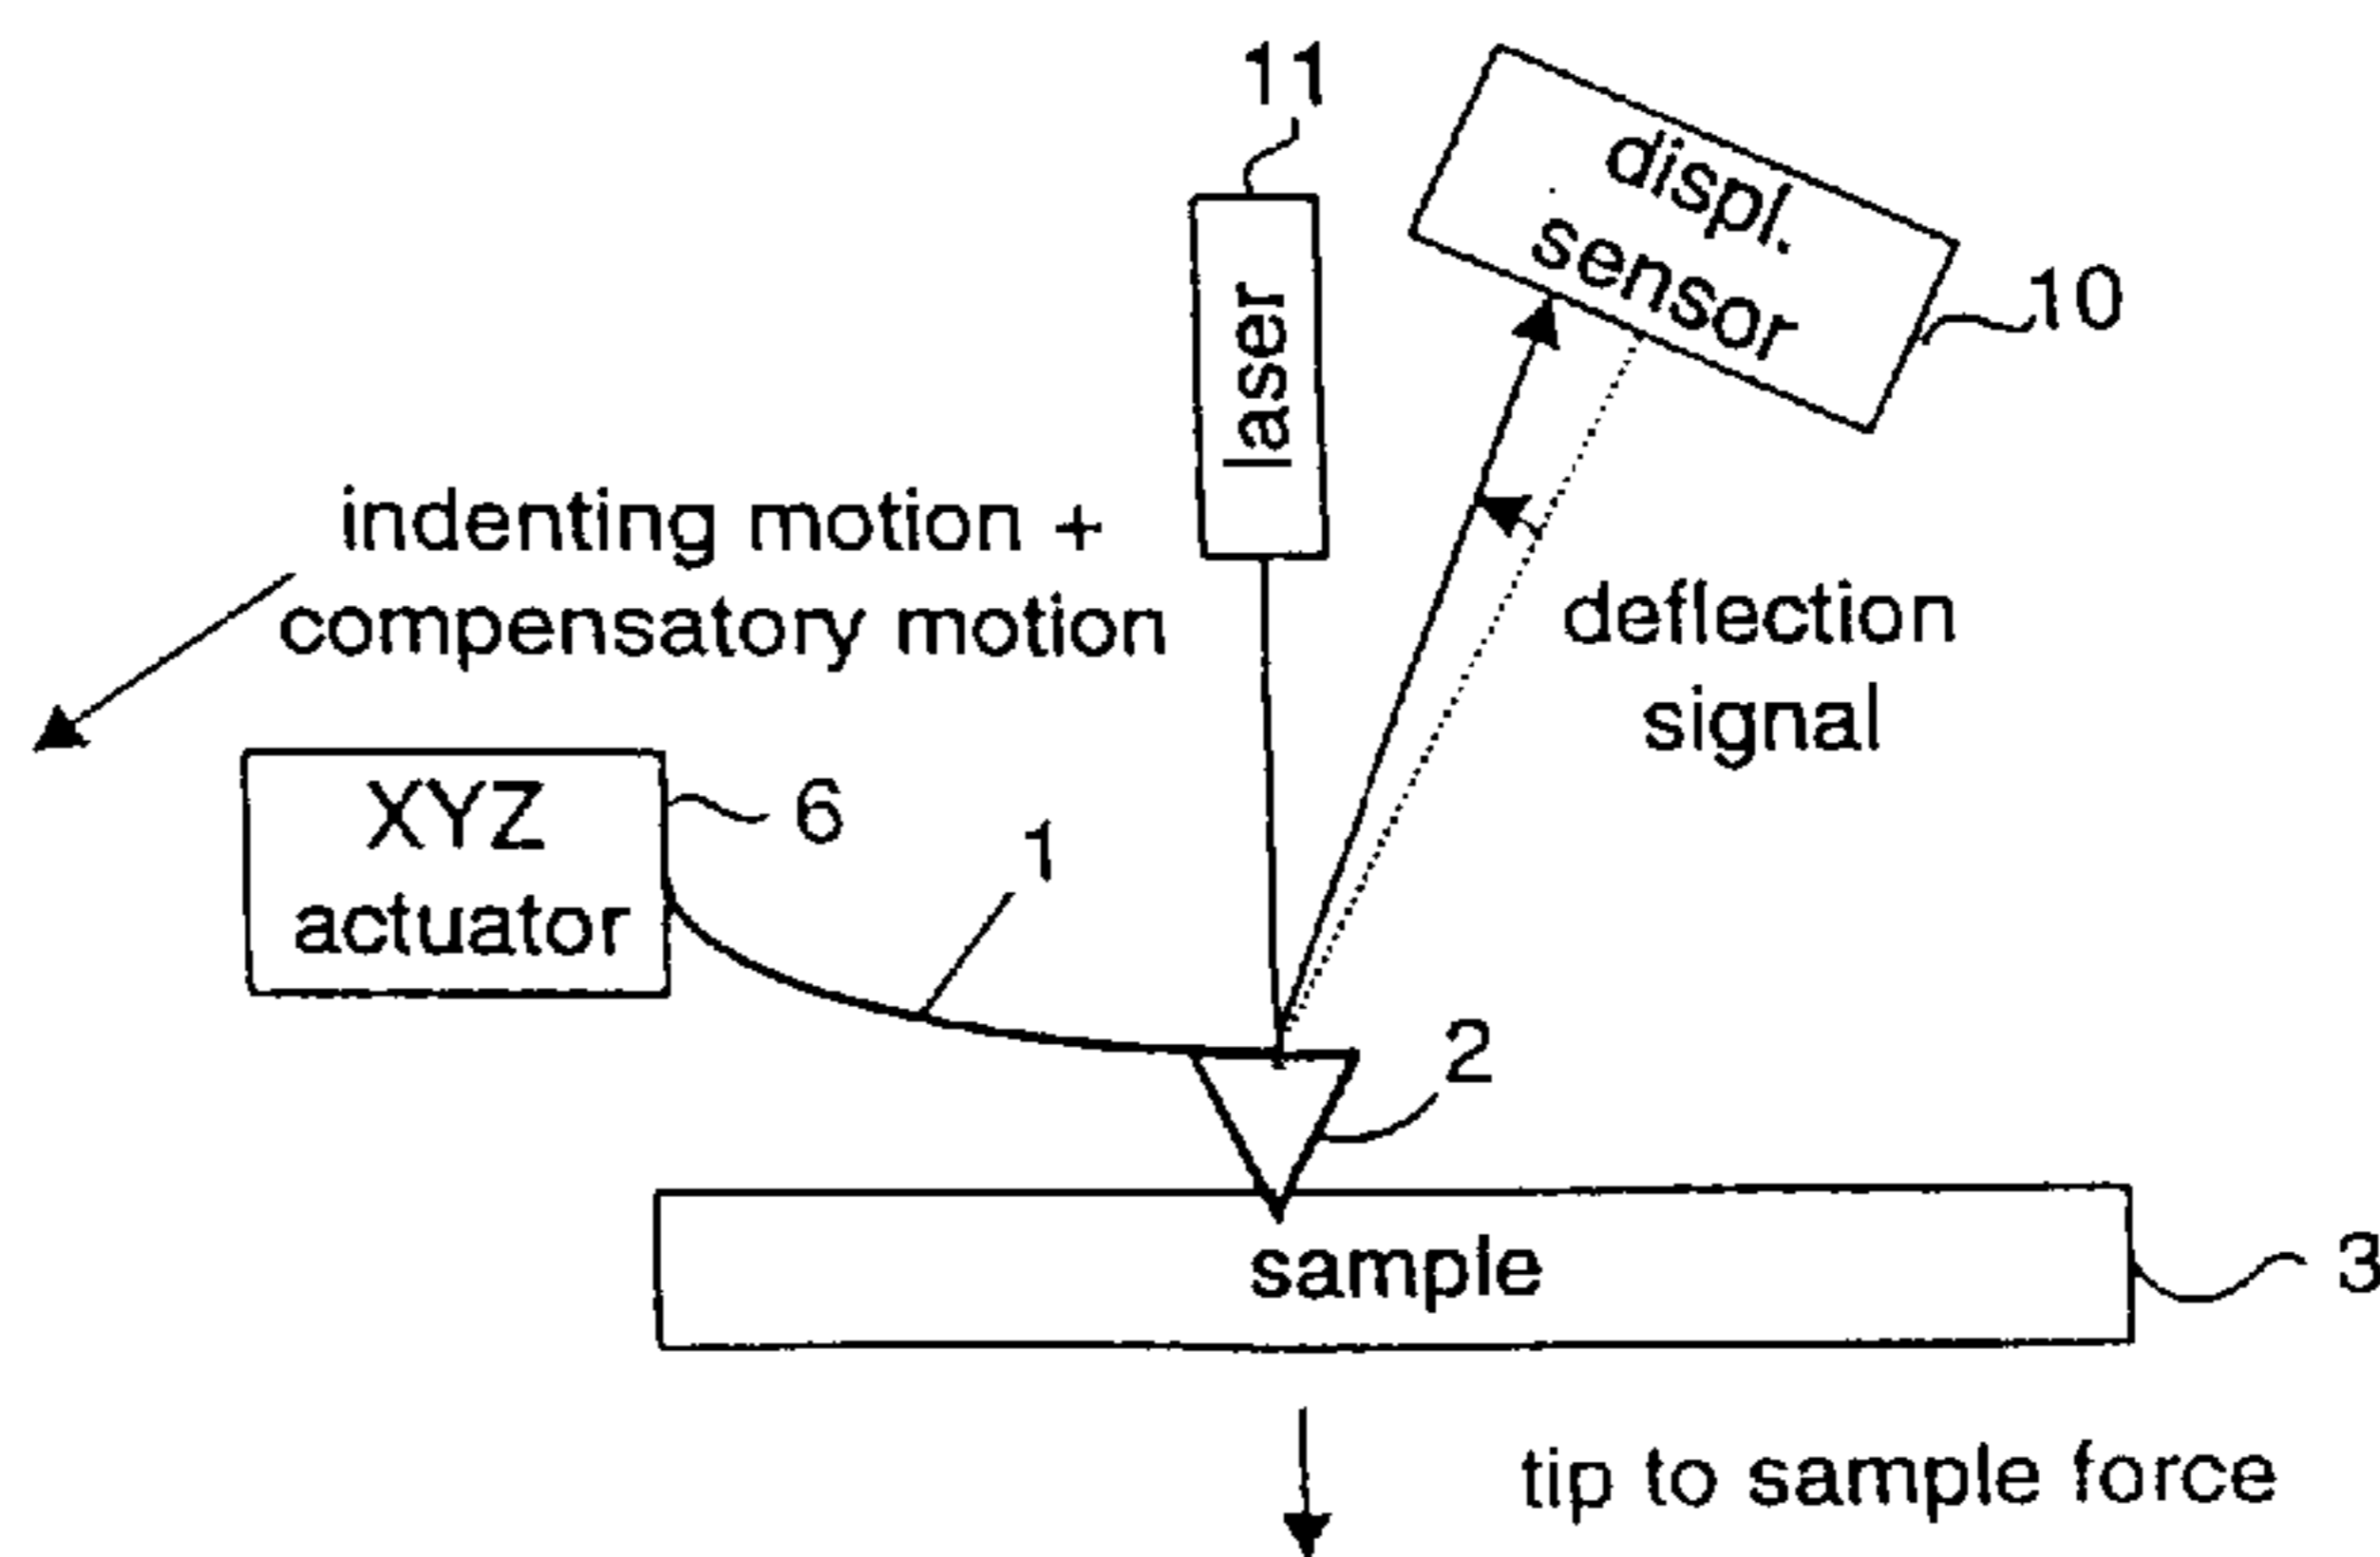 11
displ.
sensor
10
laser
indenting motion +
compensatory motion
deflection
signal
XYZ
actuator
6
1
2
sample
3
tip to sample force